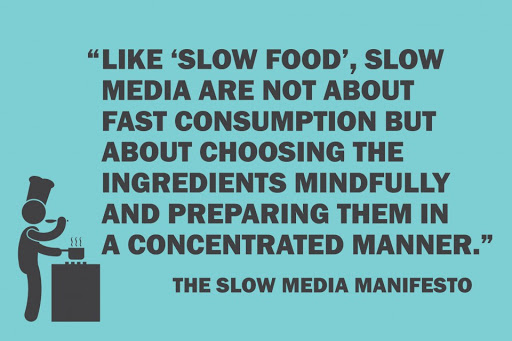 “LIKE ‘SLOW FOOD’, SLOW
MEDIA ARE NOT ABOUT
FAST CONSUMPTION BUT
ABOUT CHOOSING THE
INGREDIENTS MINDFULLY
AND PREPARING THEM IN
A CONCENTRATED MANNER.”
THE SLOW MEDIA MANIFESTO